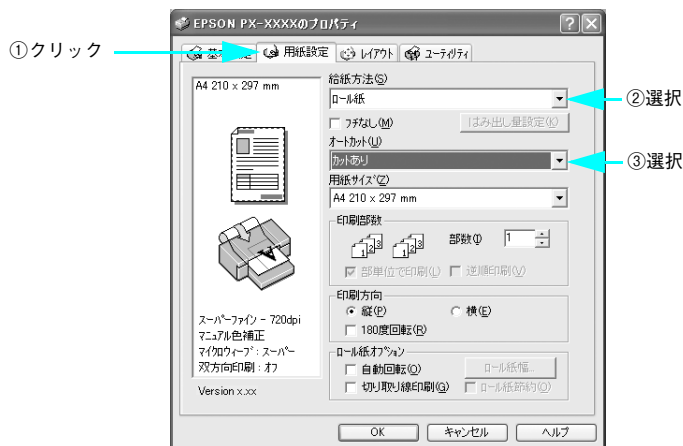 EPSON PX-XXXXのプロパティ
①クリック
用紙設定
レイアウト
ユーティリティ
A4 210 x 297 mm
給紙方法(S)
ロール紙
②選択
フチなし(M)
はみ出し量設定(K)
オートカット(U)
カットあり
③選択
用紙サイズ(Z)
A4 210 x 297 mm
印刷部数
部数(I)
1
部単位で印刷(L)
逆順印刷(V)
印刷方向
縦(P)
横(E)
180度回転(R)
スーパーファイン - 720dpi
マニュアル色補正
マイクロウィーブ : スーパー
双方向印刷 : オフ
Version x.xx
ロール紙オプション
自動回転(O)
ロール紙幅...
切り取り線印刷(G)
ロール紙節約(O)
OK
キャンセル
ヘルプ